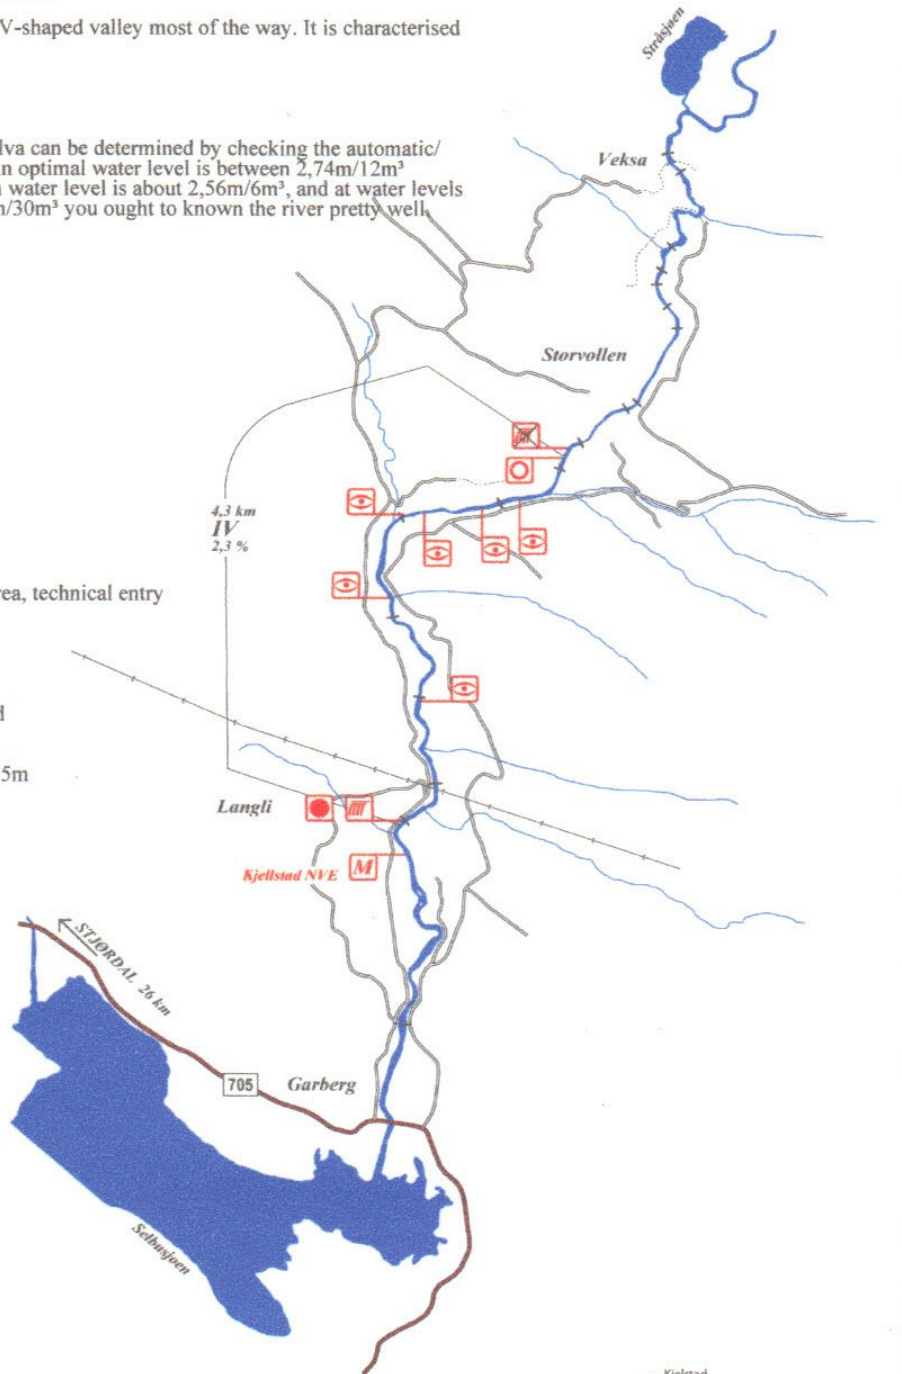 V-shaped valley most of the way. It is characterised
lva can be determined by checking the automatic/
n optimal water level is between 2,74m/12m³
water level is about 2,56m/6m³, and at water levels
n/30m³ you ought to known the river pretty well.
Stråsjøen
Veksa
Størvollen
4,3 km
IV
2,3 %
rea, technical entry
5m
Langli
M
Kjellstad NVE
STJØRDAL 26 km
705
Garberg
Selbusjøen